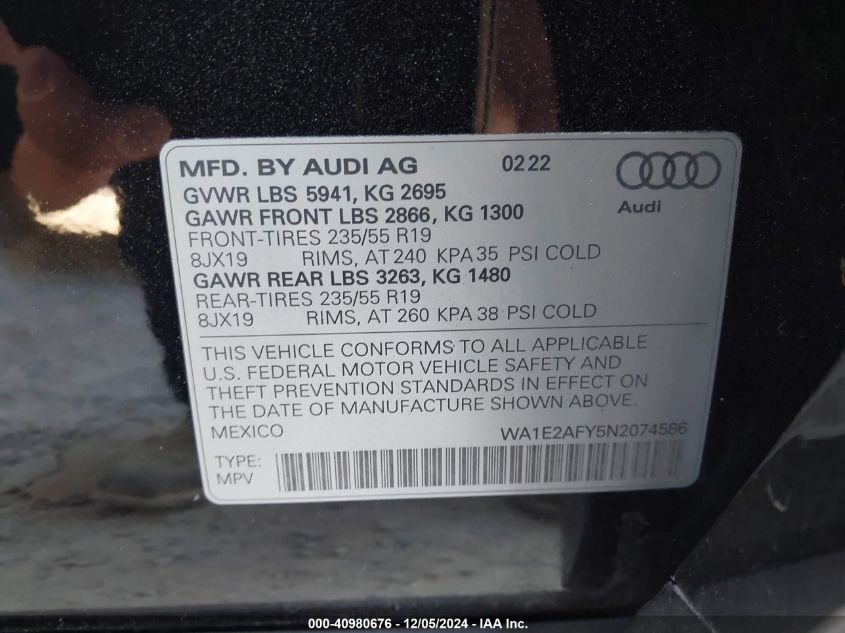 MFD. BY AUDI AG 02 22
GVWR LBS 5941, KG 2695
GAWR FRONT LBS 2866, KG 1300
FRONT-TIRES 235/55 R19
8JX19 RIMS, AT 240 KPA 35 PSI COLD
GAWR REAR LBS 3263, KG 1480
REAR-TIRES 235/55 R19
8JX19 RIMS, AT 260 KPA 38 PSI COLD
Audi
THIS VEHICLE CONFORMS TO ALL APPLICABLE
U.S. FEDERAL MOTOR VEHICLE SAFETY AND
THEFT PREVENTION STANDARDS IN EFFECT ON
THE DATE OF MANUFACTURE SHOWN ABOVE.
MEXICO WA1E2AFY5N2074586
TYPE:
MPV
000-40980676 - 12/05/2024 - IAA Inc.